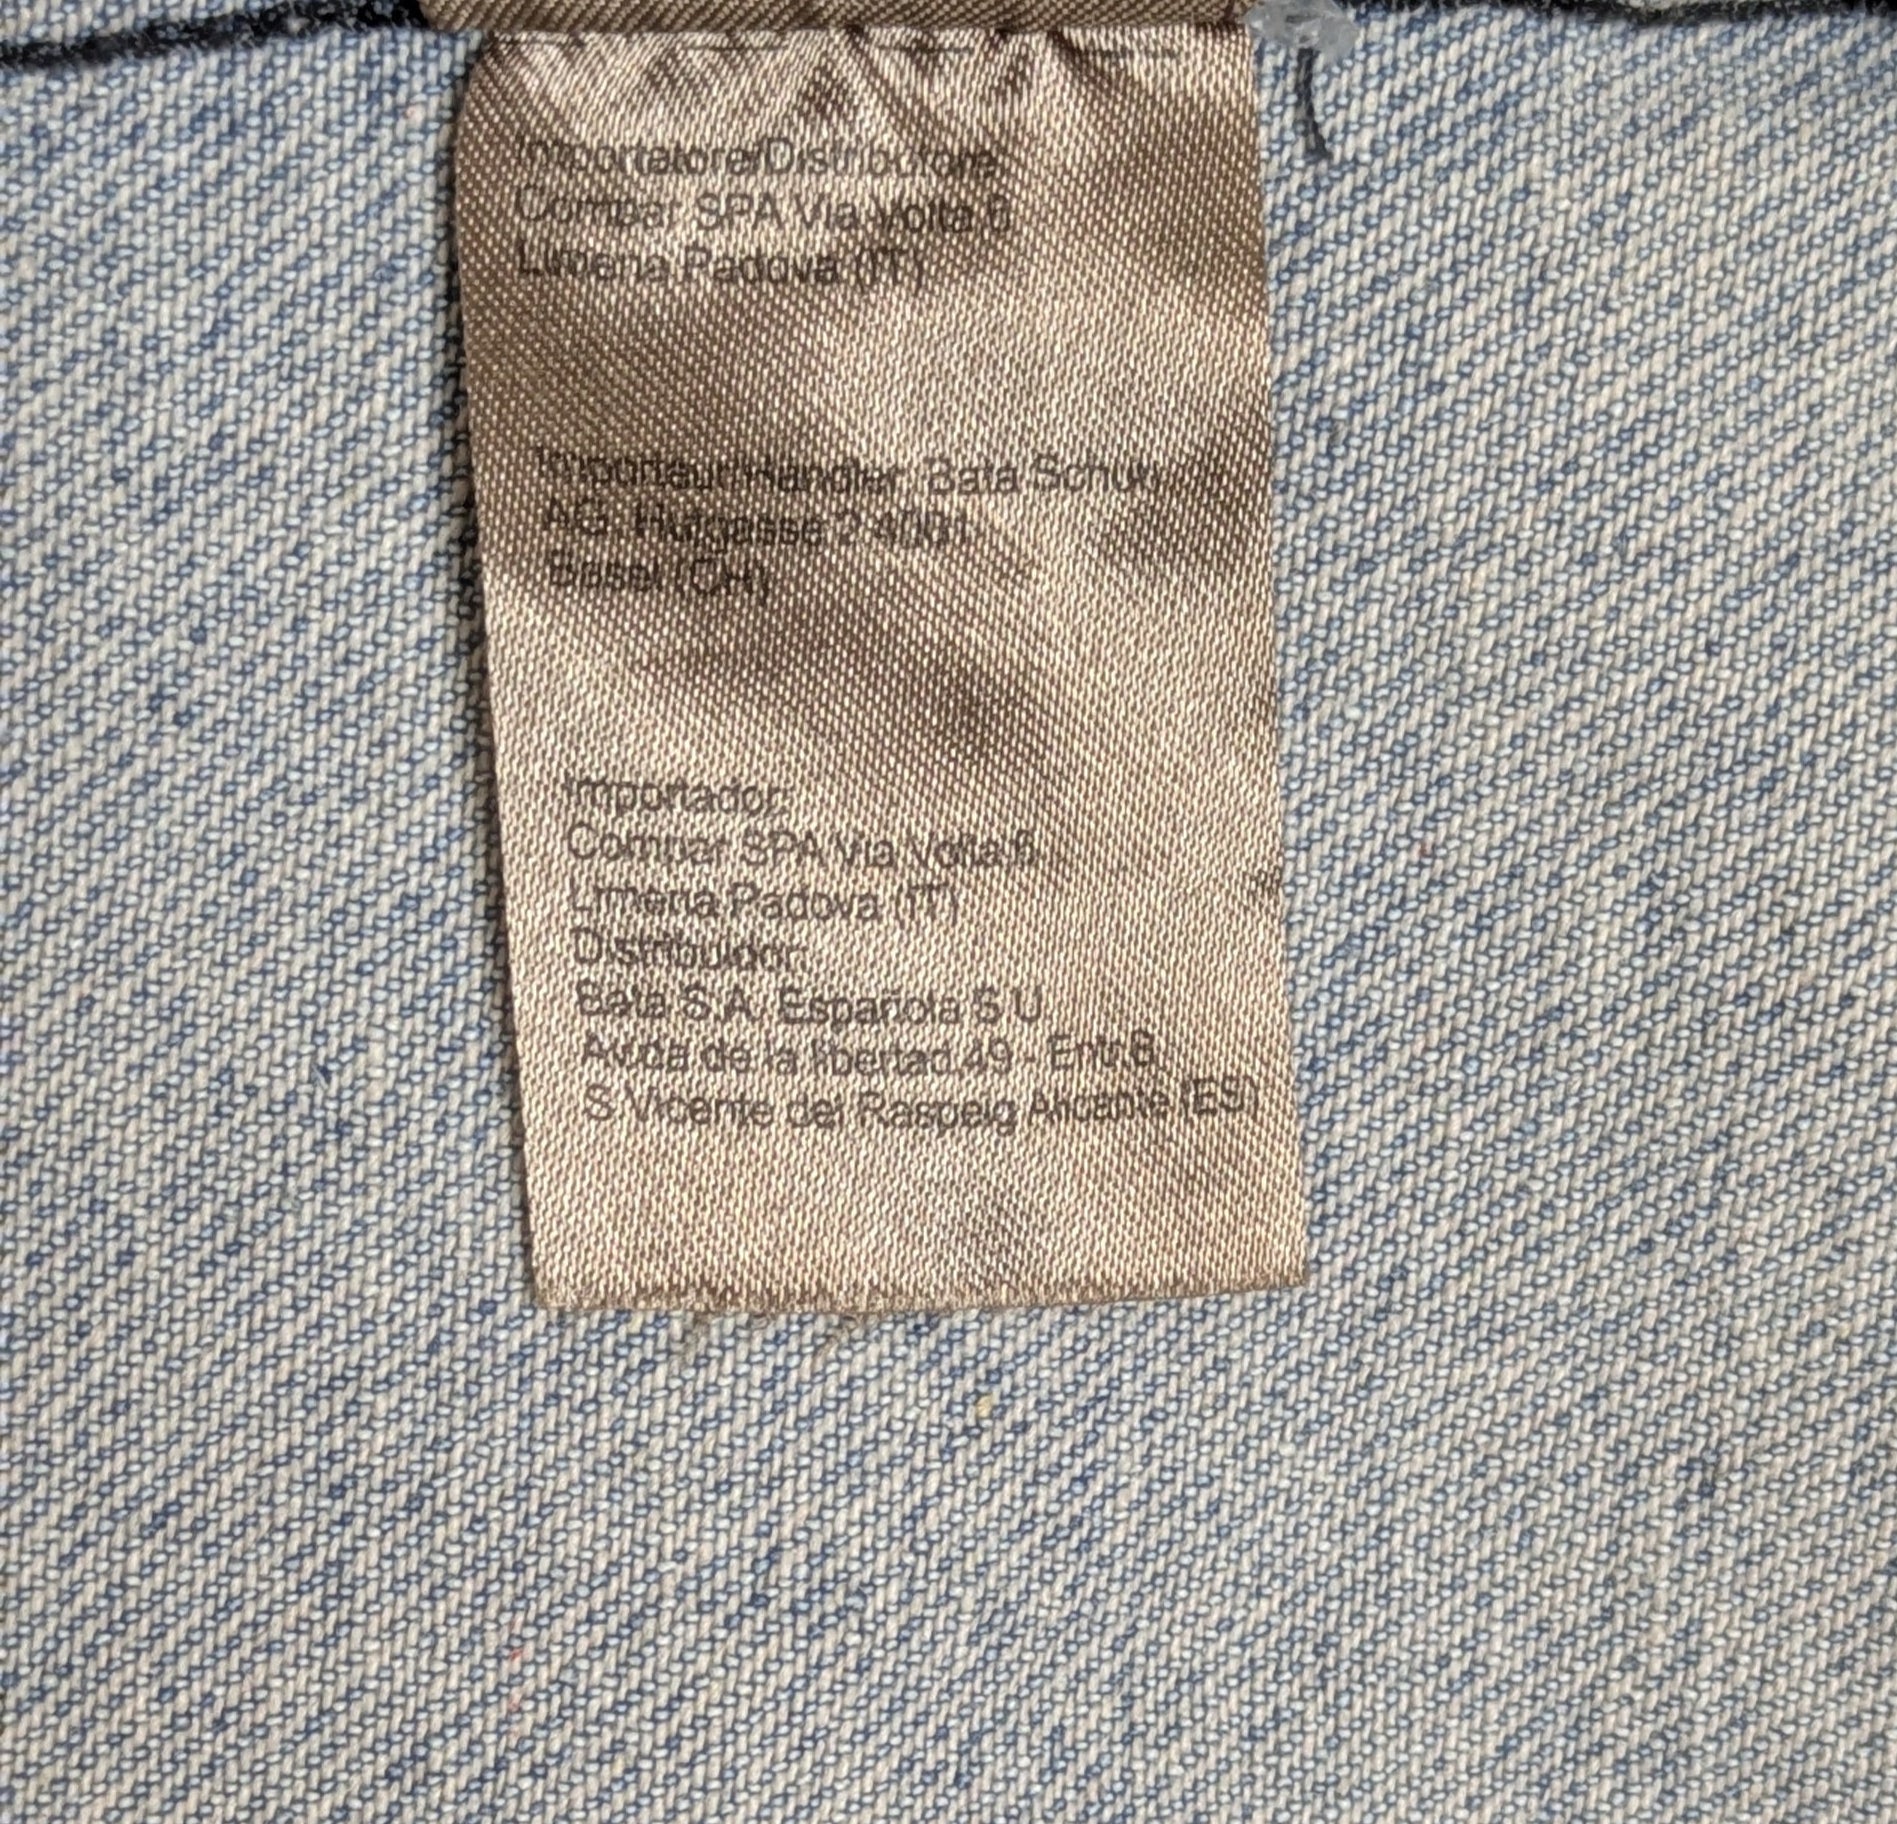 Importatore/Distributore
Compar SPA Via volta 6
Limena Padova (IT)
Importeur/Händler: Bata Schuh
AG. Hutgasse 2 4001
Basel (CH)
Importador:
Compar SPA Via volta 6
Limena Padova (IT)
Distribuidor:
Bata S.A. Española S U
Avda de la libertad 49 - Ent.
S Vicente del Raspeig Alicante (ES)